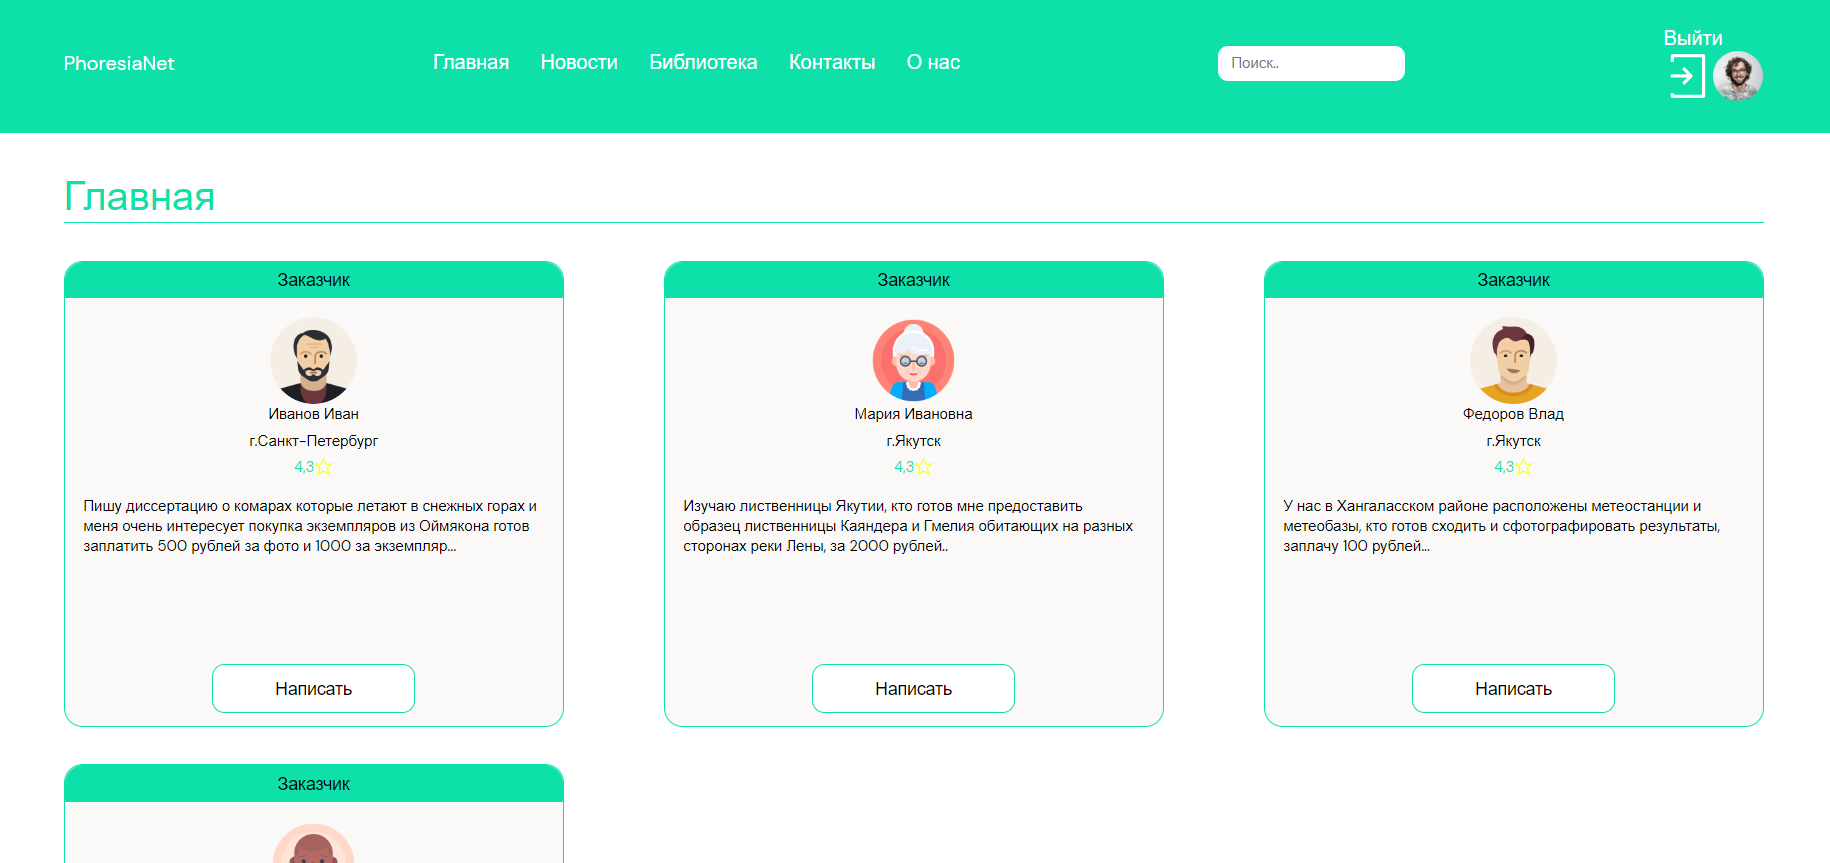 Выйти
PhoresiaNet
Главная
Новости
Библиотека
Контакты
О нас
Поиск..
Главная
Заказчик
Иванов Иван
г.Санкт-Петербург
4,3
Пишу диссертацию о комарах которые летают в снежных горах и
меня очень интересует покупка экземпляров из Оймякона готов
заплатить 500 рублей за фото и 1000 за экземпляр...
Написать
Заказчик
Мария Ивановна
г.Якутск
4,3
Изучаю лиственницы Якутии, кто готов мне предоставить
образец лиственницы Каяндера и Гмелия обитающих на разных
сторонах реки Лены, за 2000 рублей..
Написать
Заказчик
Федоров Влад
г.Якутск
4,3
У нас в Хангаласском районе расположены метеостанции и
метеобазы, кто готов сходить и сфотографировать результаты,
заплачу 100 рублей...
Написать
Заказчик